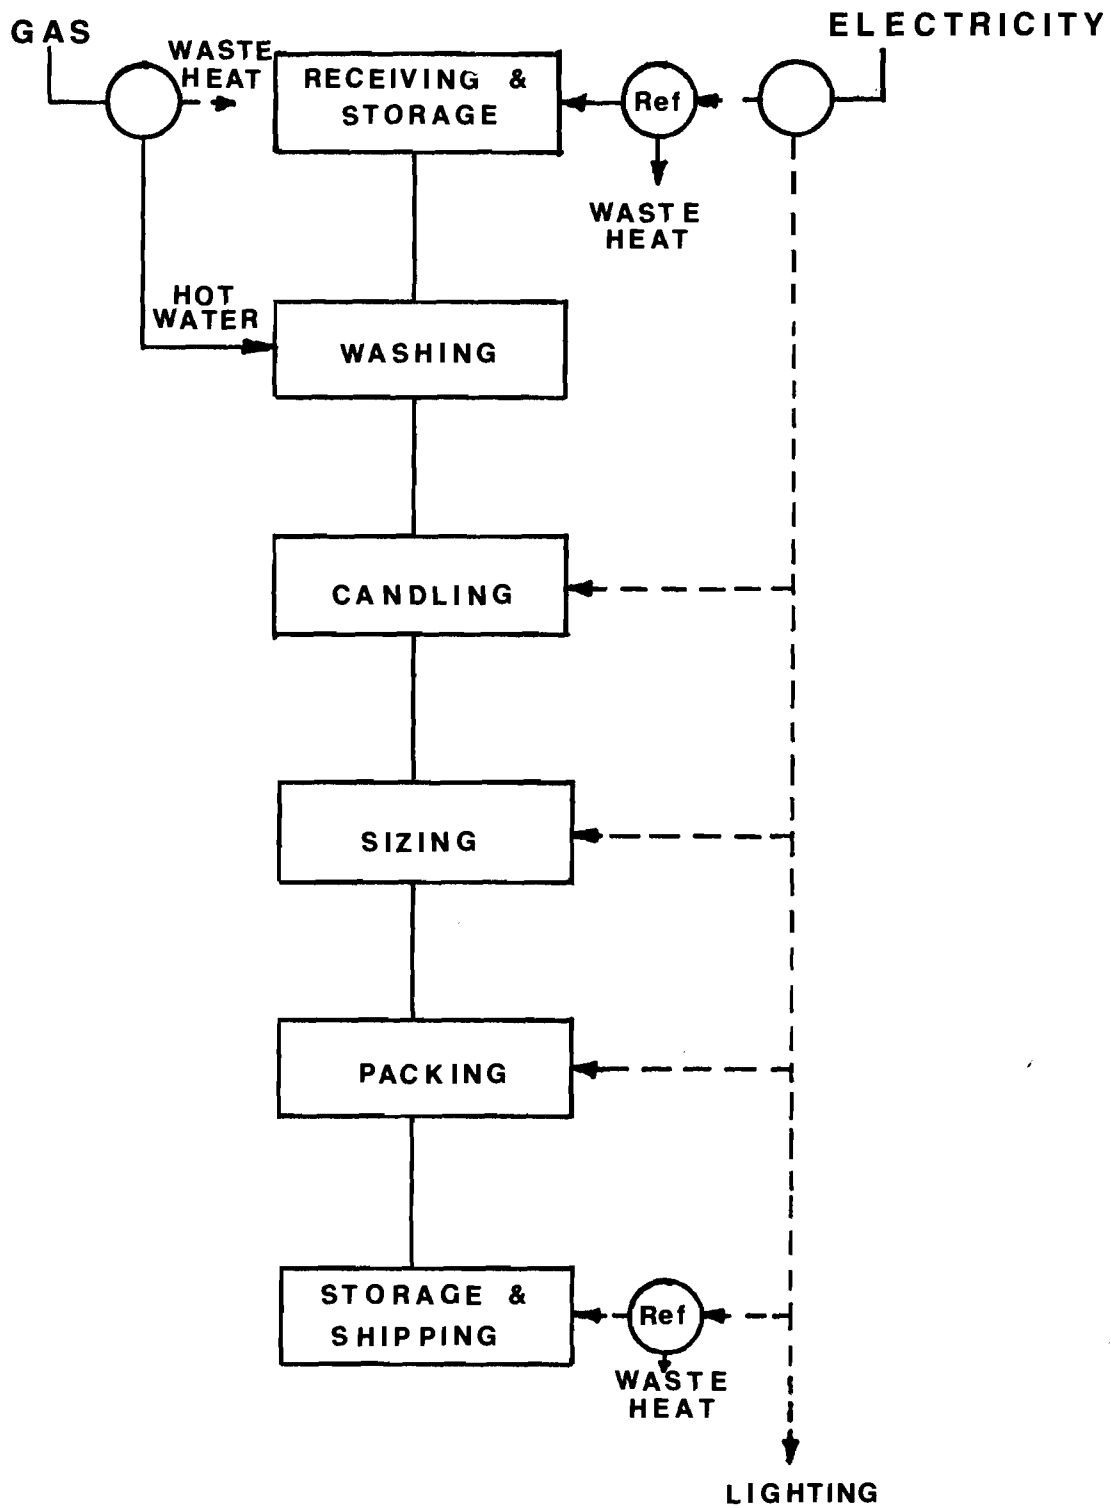 GAS
ELECTRICITY
WASTE
HEAT
RECEIVING &
STORAGE
Ref
WASTE
HEAT
HOT
WATER
WASHING
CANDLING
SIZING
PACKING
STORAGE &
SHIPPING
Ref
WASTE
HEAT
LIGHTING